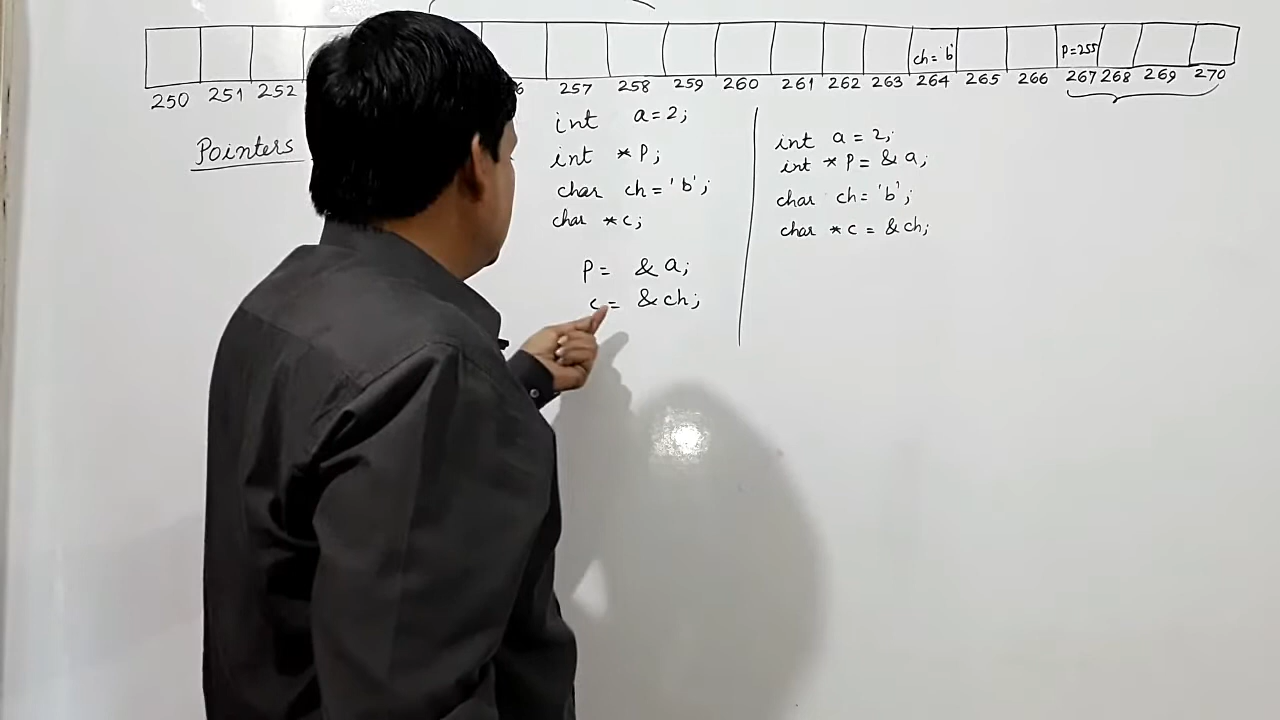 ch='b' P=255
250 251 252 6 257 258 259 260 261 262 263 264 265 266 267 268 269 270
Pointers
int a=2;
int *P;
char ch='b';
char *c;
P= &a;
c= &ch;
int a=2;
int *P=&a;
char ch='b';
char *c=&ch;